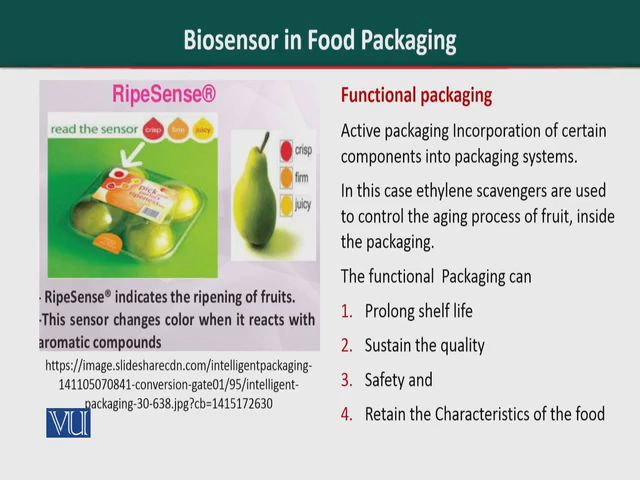 Biosensor in Food Packaging
RipeSense®
read the sensor
crisp
firm
juicy
crisp
firm
juicy
pick
ripeness
- RipeSense® indicates the ripening of fruits.
-This sensor changes color when it reacts with
aromatic compounds
https://image.slidesharecdn.com/intelligentpackaging-
141105070841-conversion-gate01/95/intelligent-
packaging-30-638.jpg?cb=1415172630
VU
Functional packaging
Active packaging Incorporation of certain
components into packaging systems.
In this case ethylene scavengers are used
to control the aging process of fruit, inside
the packaging.
The functional Packaging can
1. Prolong shelf life
2. Sustain the quality
3. Safety and
4. Retain the Characteristics of the food